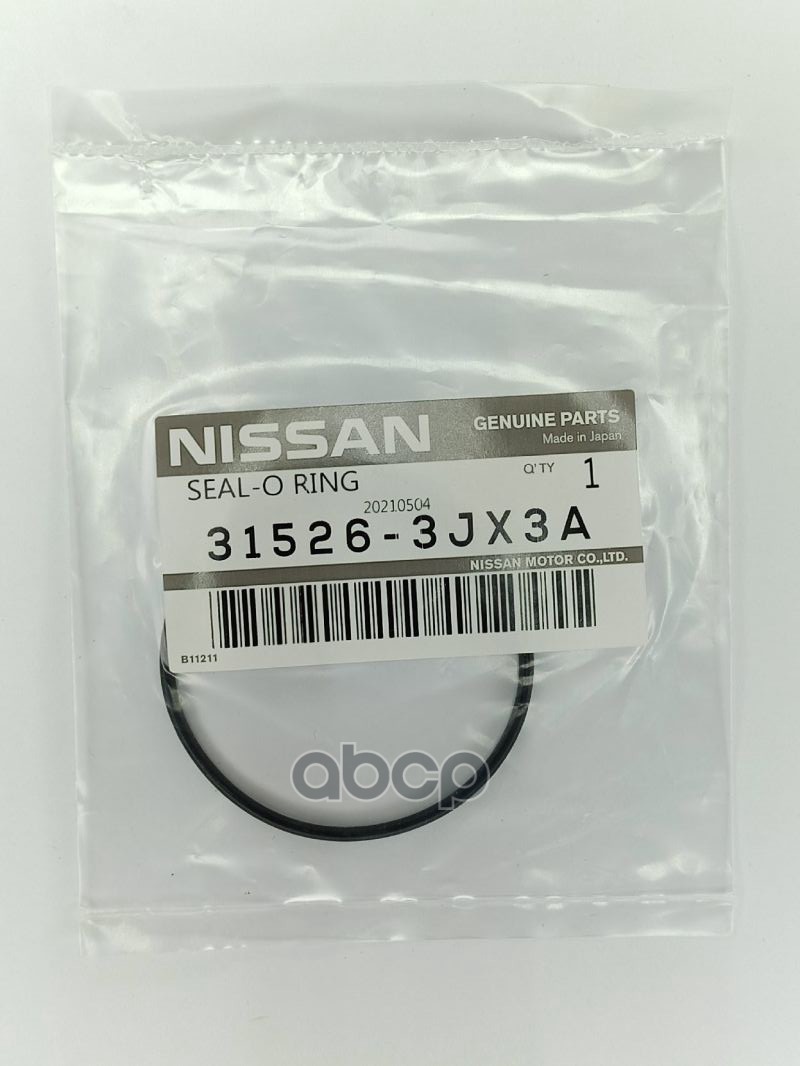 NISSAN
GENUINE PARTS
Made in Japan
SEAL-O RING
Q'TY 1
20210504
31526-3JX3A
NISSAN MOTOR CO.,LTD.
B11211
abcp